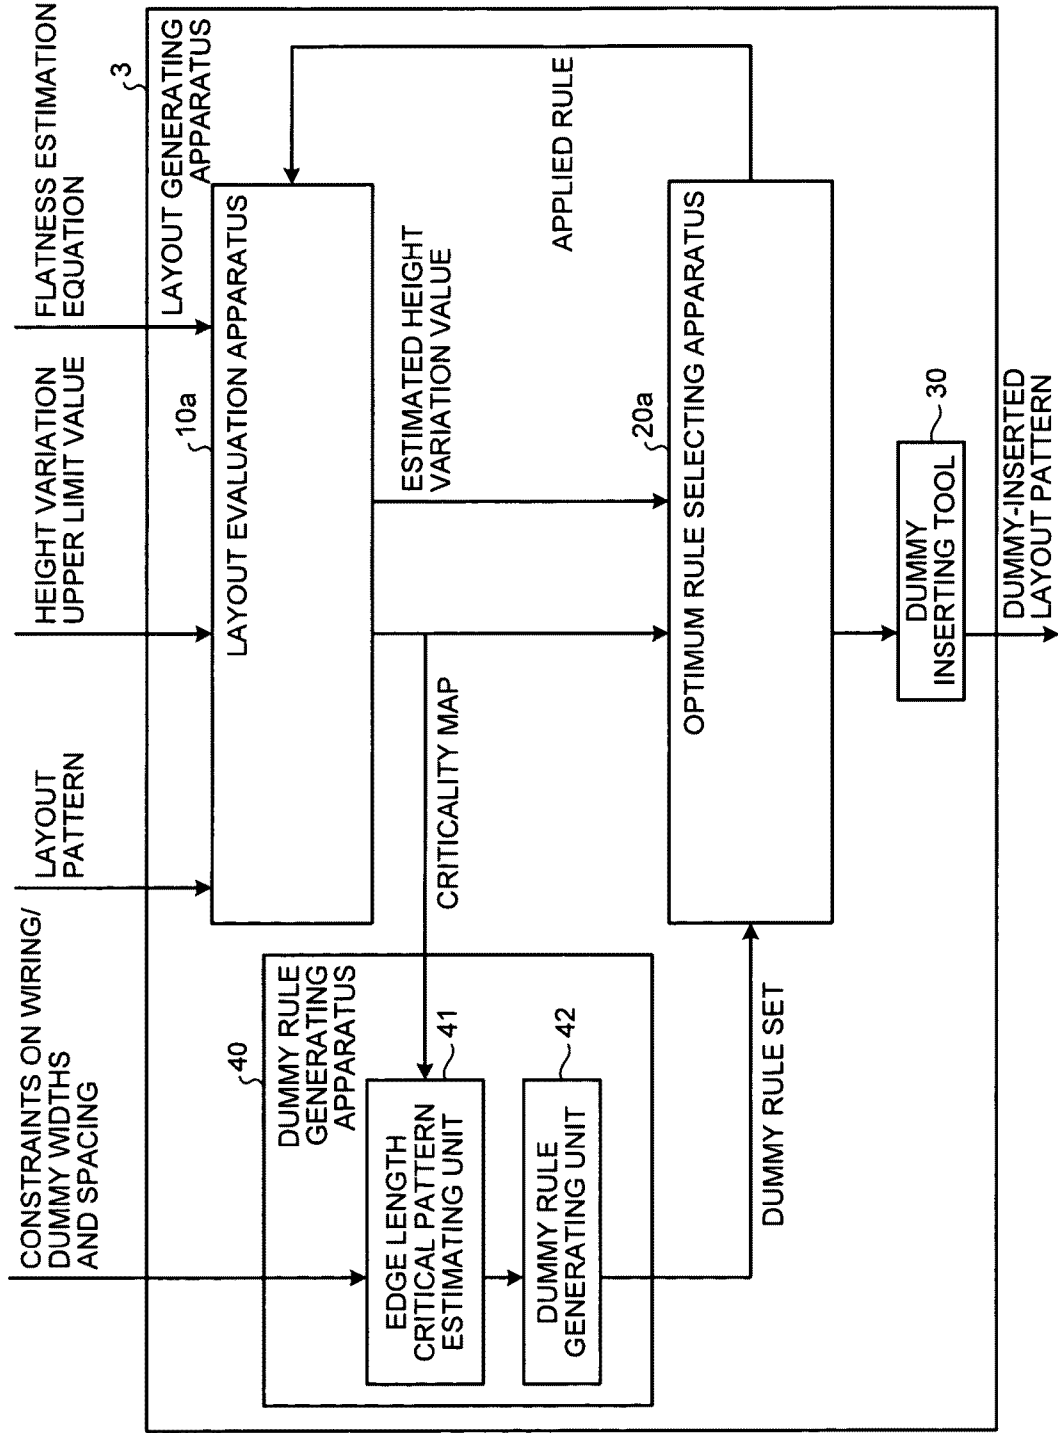 CONSTRAINTS ON WIRING/
DUMMY WIDTHS
AND SPACING
LAYOUT
PATTERN
HEIGHT VARIATION
UPPER LIMIT VALUE
FLATNESS ESTIMATION
EQUATION
3
LAYOUT GENERATING
APPARATUS
10a
LAYOUT EVALUATION APPARATUS
40
DUMMY RULE
GENERATING
APPARATUS
41
EDGE LENGTH
CRITICAL PATTERN
ESTIMATING UNIT
42
DUMMY RULE
GENERATING UNIT
CRITICALITY MAP
ESTIMATED HEIGHT
VARIATION VALUE
APPLIED RULE
DUMMY RULE SET
20a
OPTIMUM RULE SELECTING APPARATUS
30
DUMMY
INSERTING TOOL
DUMMY-INSERTED
LAYOUT PATTERN